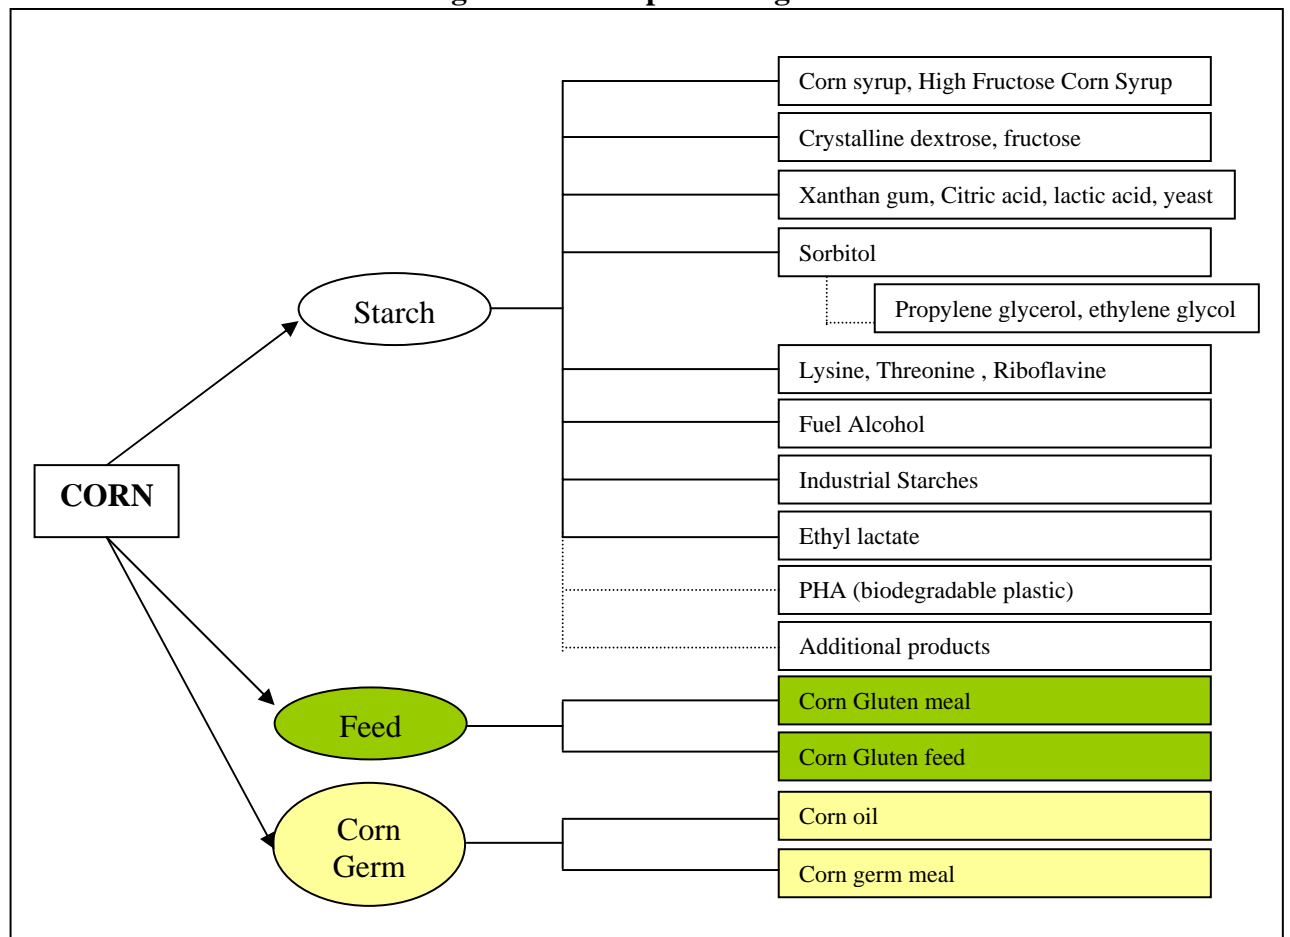 Corn syrup, High Fructose Corn Syrup
Crystalline dextrose, fructose
Xanthan gum, Citric acid, lactic acid, yeast
Sorbitol
Propylene glycerol, ethylene glycol
Starch
Lysine, Threonine , Riboflavine
Fuel Alcohol
CORN
Industrial Starches
Ethyl lactate
PHA (biodegradable plastic)
Additional products
Feed
Corn Gluten meal
Corn Gluten feed
Corn
Germ
Corn oil
Corn germ meal